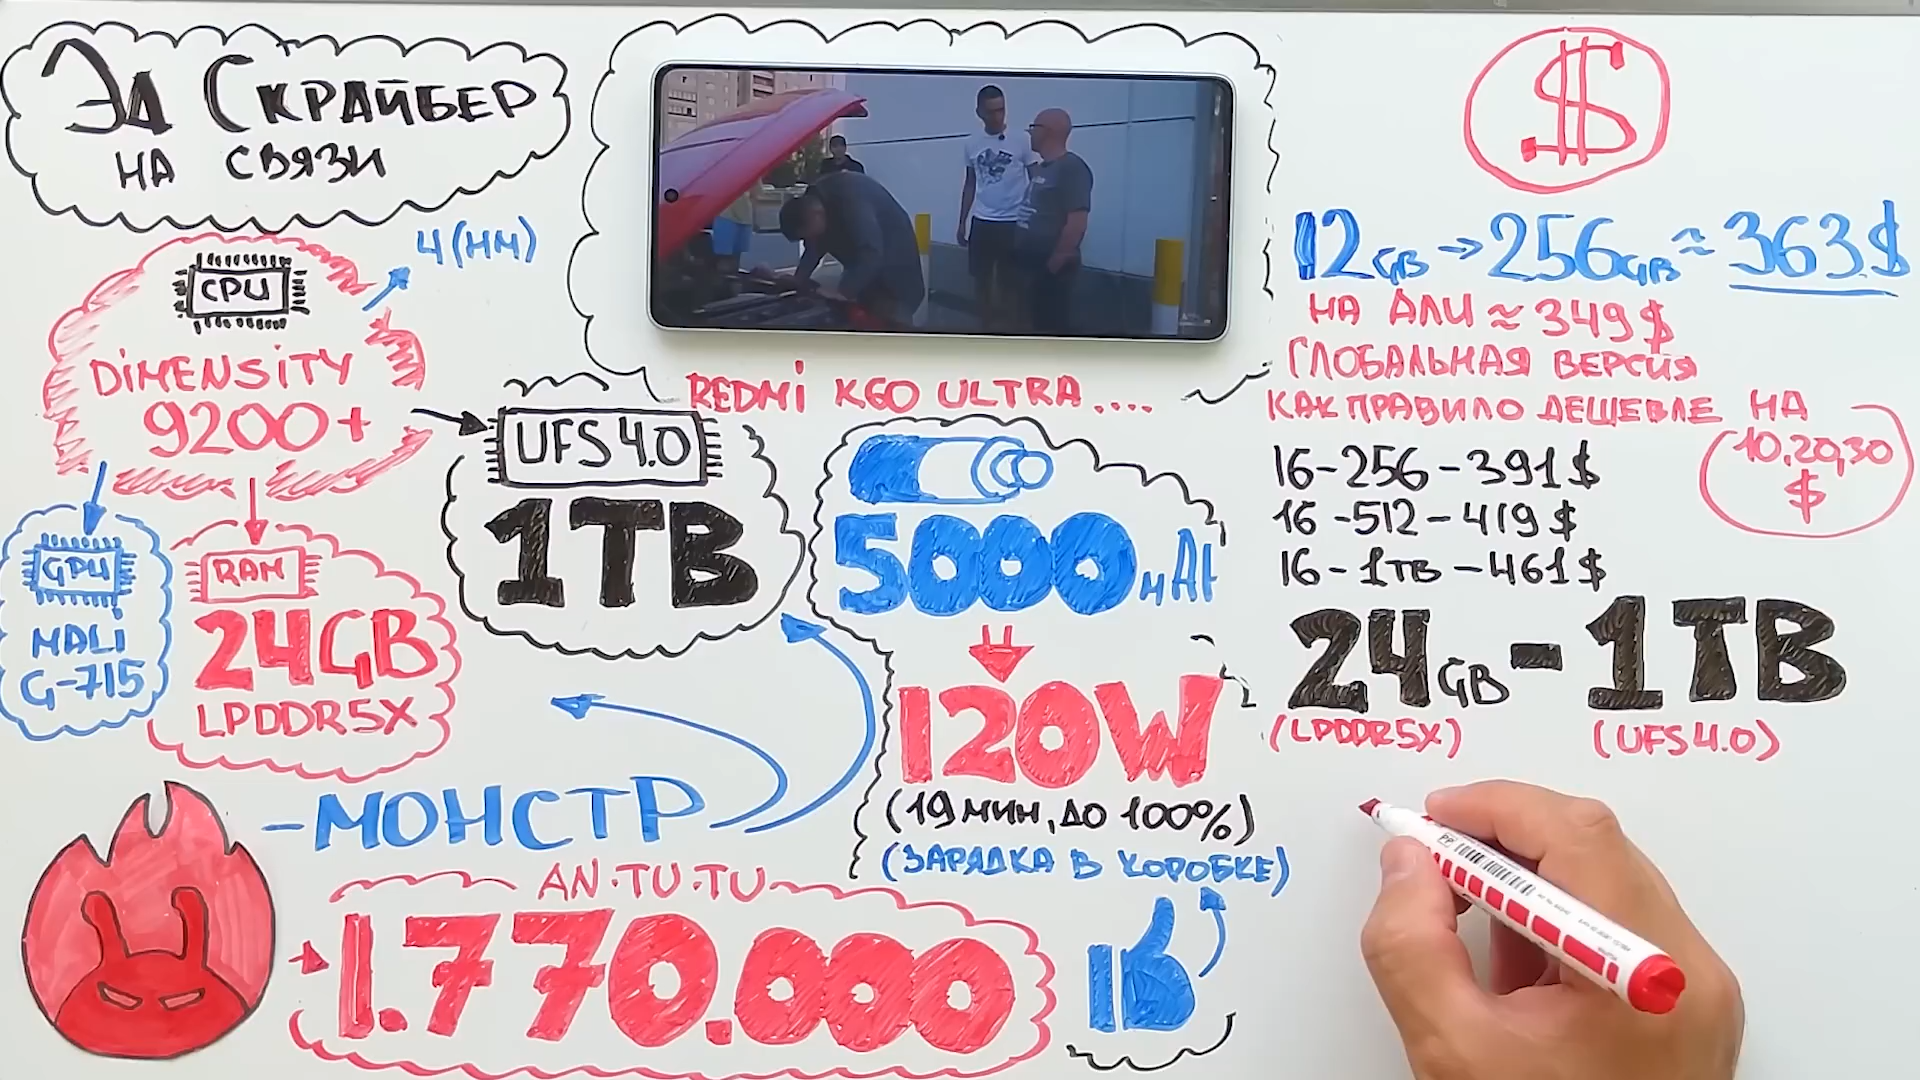 Эд Скрайбер
на связи
4 (нм)
CPU
Dimensity
9200+
GPU
Mali
G-715
RAM
24GB
LPDDR5X
UFS 4.0
1TB
Redmi K60 Ultra....
5000 мАг
120W
(19 мин, до 100%)
(зарядка в коробке)
- Монстр
AN.TU.TU
1.770.000
$
12GB → 256GB ≈ 363$
на Али ≈ 349$
Глобальная версия
как правило дешевле на
10,20,30
$
16-256-391$
16-512-419$
16-1TB-461$
24GB-1TB
(LPDDR5X) (UFS 4.0)